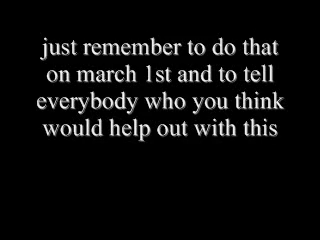 just remember to do that
on march 1st and to tell
everybody who you think
would help out with this